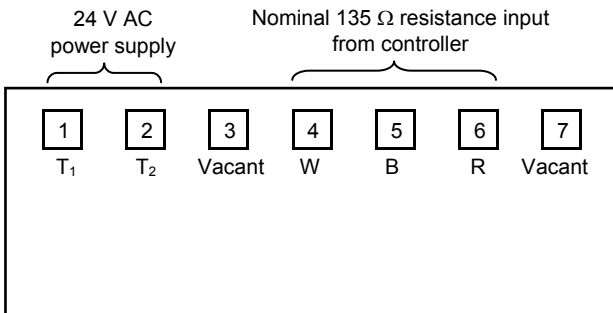 24 V AC
power supply
Nominal 135 Ω resistance input
from controller
1 2 3 4 5 6 7
T₁ T₂ Vacant W B R Vacant